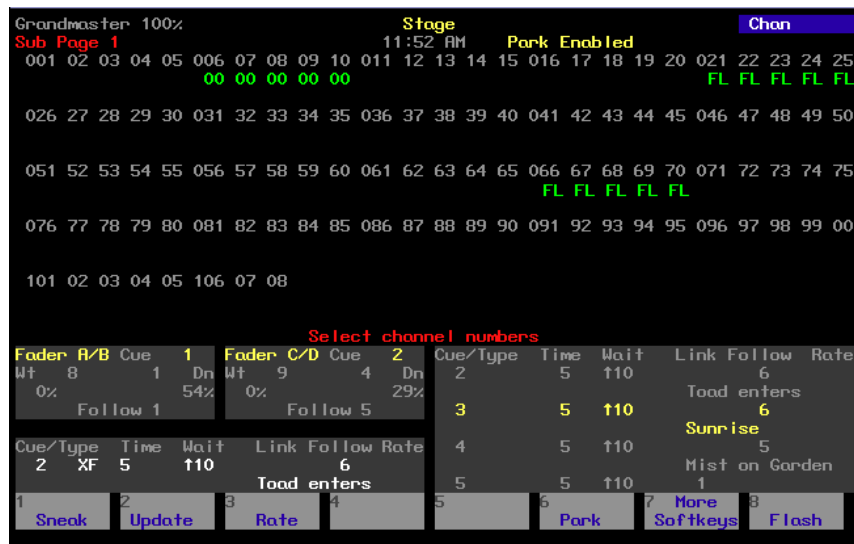 Grandmaster 100% Stage Chan
Sub Page 1 11:52 AM Park Enabled
001 02 03 04 05 006 07 08 09 10 011 12 13 14 15 016 17 18 19 20 021 22 23 24 25
00 00 00 00 00 FL FL FL FL FL
026 27 28 29 30 031 32 33 34 35 036 37 38 39 40 041 42 43 44 45 046 47 48 49 50
051 52 53 54 55 056 57 58 59 60 061 62 63 64 65 066 67 68 69 70 071 72 73 74 75
FL FL FL FL FL
076 77 78 79 80 081 82 83 84 85 086 87 88 89 90 091 92 93 94 95 096 97 98 99 00
101 02 03 04 05 106 07 08
Select channel numbers
Fader A/B Cue 1
Wt 8 1 Dn
0% 54%
Follow 1
Fader C/D Cue 2
Wt 9 4 Dn
0% 29%
Follow 5
Cue/Type Time Wait Link Follow Rate
2 XF 5 ↑10 6
Toad enters
Cue/Type Time Wait Link Follow Rate
2 5 ↑10 6
Toad enters
3 5 ↑10 6
Sunrise
4 5 ↑10 5
Mist on Garden
5 5 ↑10 1
1 2 3 4 5 6 7 More 8
Sneak Update Rate Park Softkeys Flash